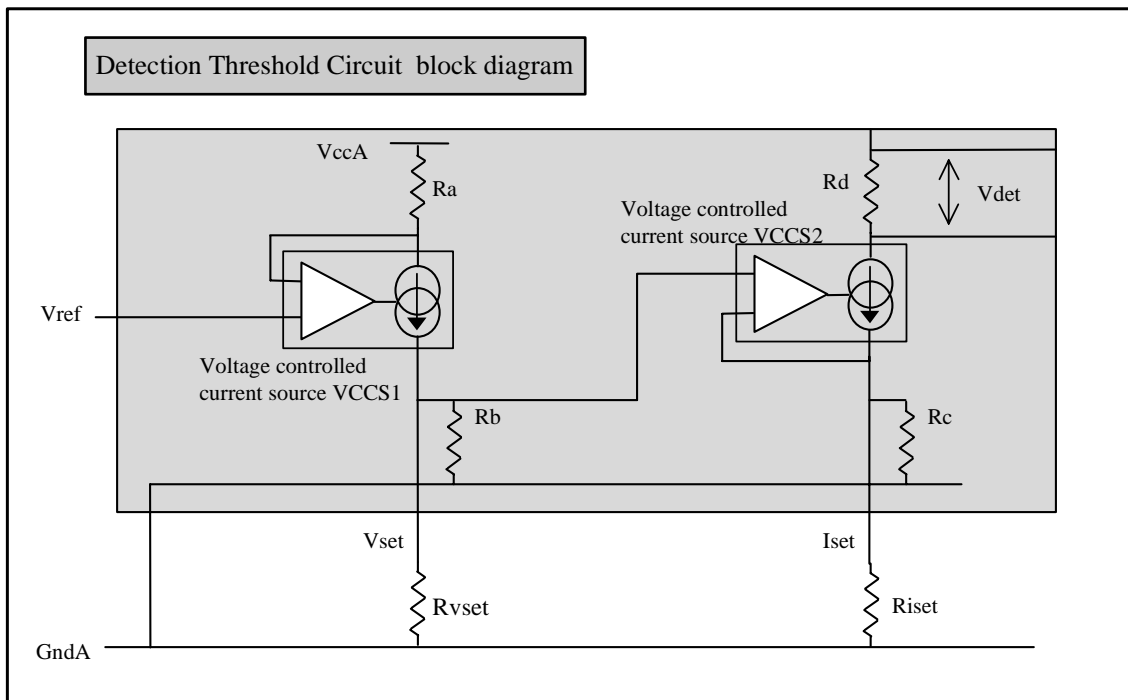 Detection Threshold Circuit block diagram
VccA
Ra
Rd
Vdet
Voltage controlled
current source VCCS2
Vref
Voltage controlled
current source VCCS1
Rb
Rc
Vset
Iset
Rvset
Riset
GndA